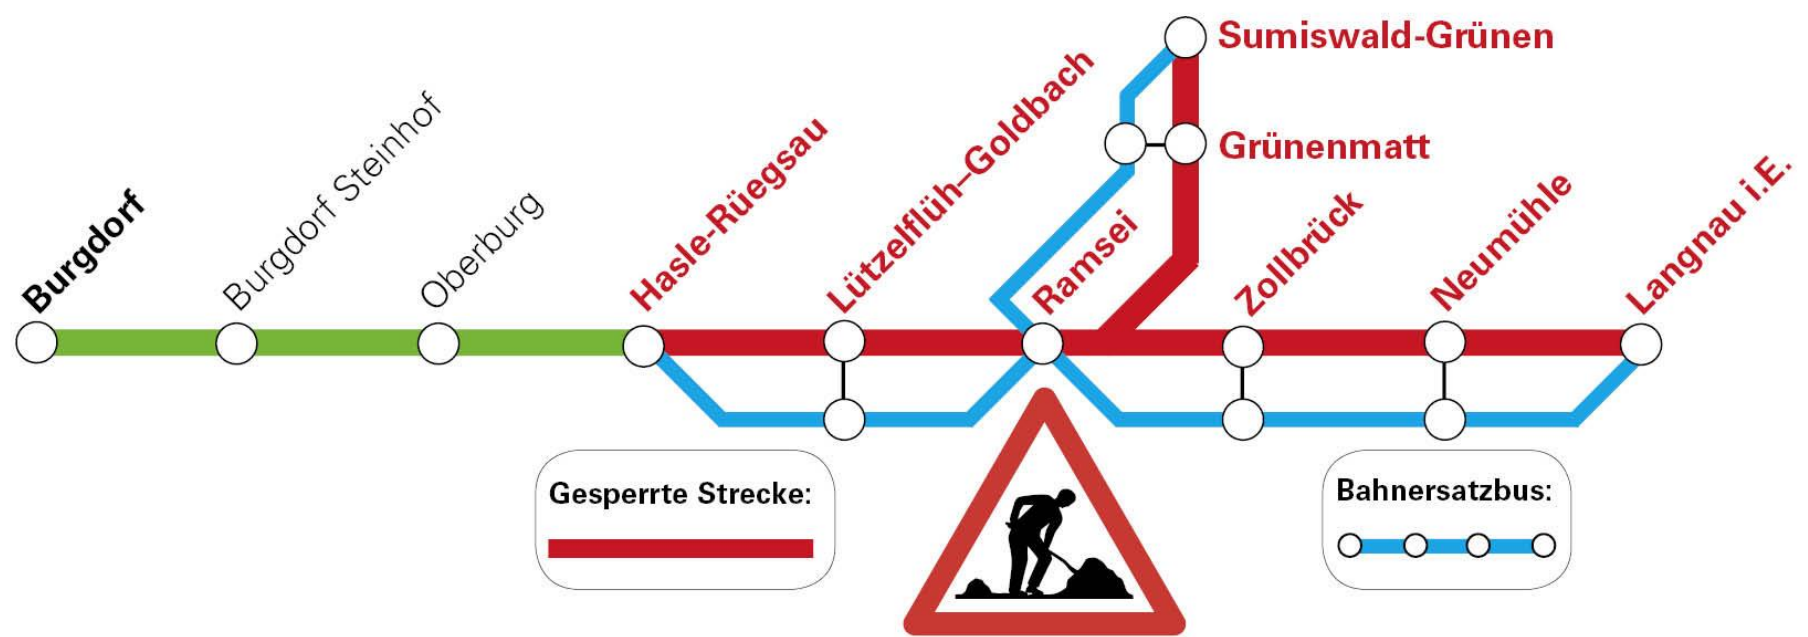 Sumiswald-Grünen
Grünenmatt
Burgdorf
Burgdorf Steinhof
Oberburg
Hasle-Rüegsau
Lützelflüh–Goldbach
Ramsei
Zollbrück
Neumühle
Langnau i.E.
Gesperrte Strecke:
Bahnersatzbus: